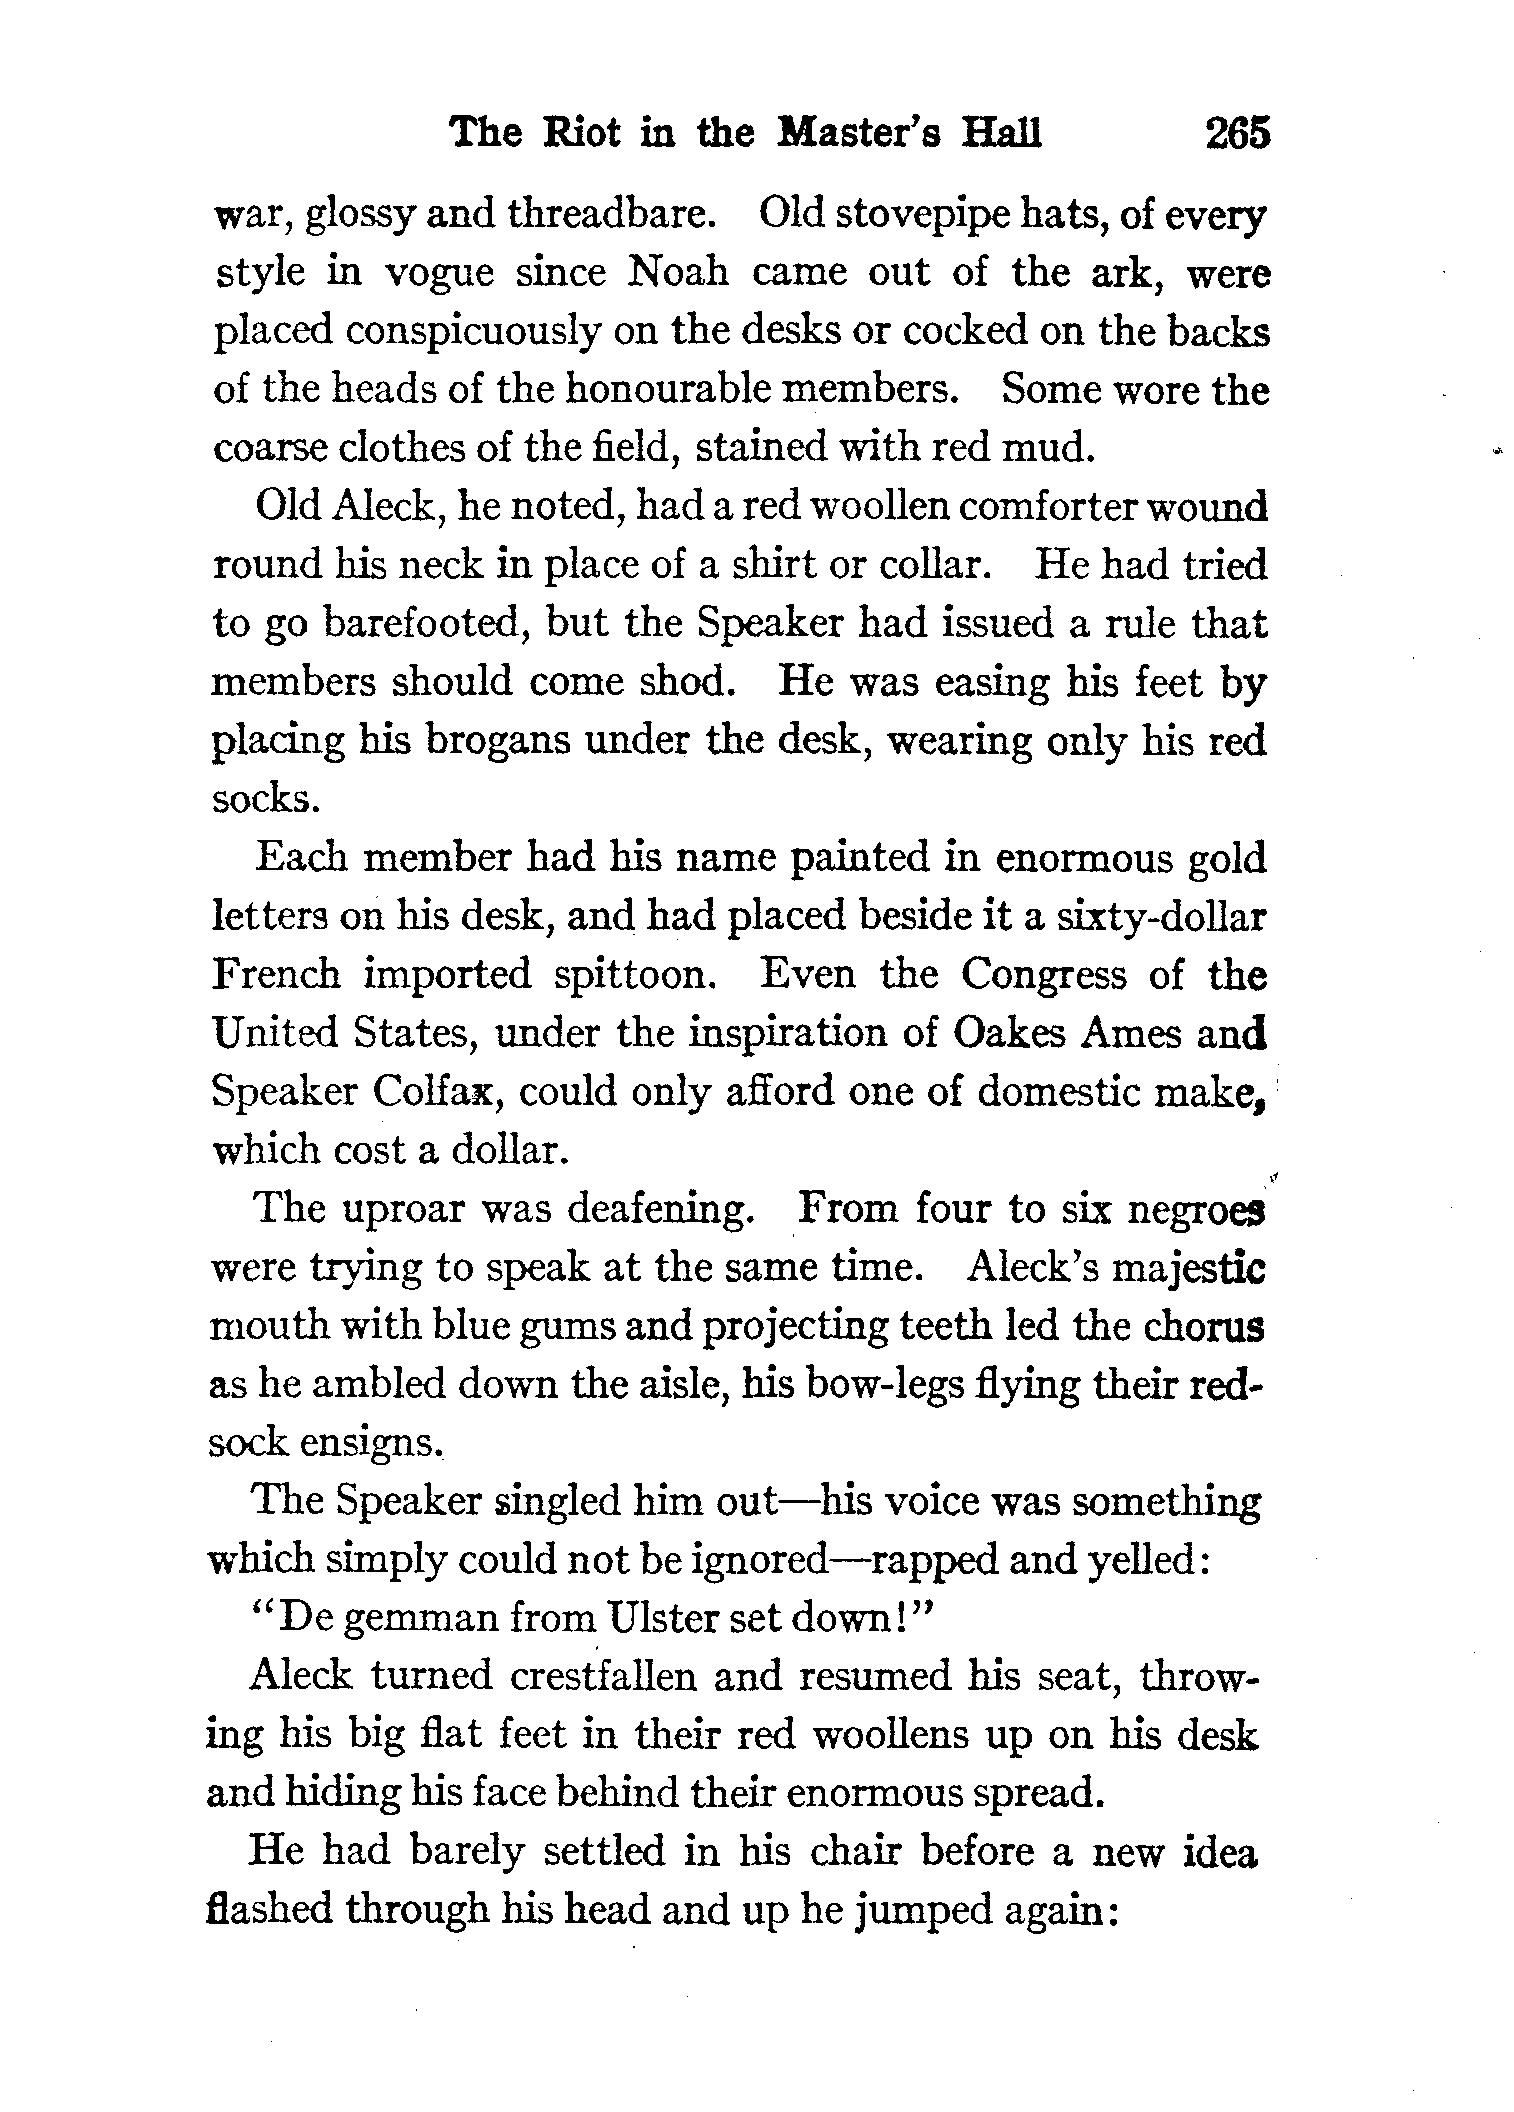 The Riot in the Master's Hall 265
war, glossy and threadbare. Old stovepipe hats, of every
style in vogue since Noah came out of the ark, were
placed conspicuously on the desks or cocked on the backs
of the heads of the honourable members. Some wore the
coarse clothes of the field, stained with red mud.
Old Aleck, he noted, had a red woollen comforter wound
round his neck in place of a shirt or collar. He had tried
to go barefooted, but the Speaker had issued a rule that
members should come shod. He was easing his feet by
placing his brogans under the desk, wearing only his red
socks.
Each member had his name painted in enormous gold
letters on his desk, and had placed beside it a sixty-dollar
French imported spittoon. Even the Congress of the
United States, under the inspiration of Oakes Ames and
Speaker Colfax, could only afford one of domestic make,
which cost a dollar.
The uproar was deafening. From four to six negroes
were trying to speak at the same time. Aleck's majestic
mouth with blue gums and projecting teeth led the chorus
as he ambled down the aisle, his bow-legs flying their red-
sock ensigns.
The Speaker singled him out—his voice was something
which simply could not be ignored—rapped and yelled:
"De gemman from Ulster set down!"
Aleck turned crestfallen and resumed his seat, throw-
ing his big flat feet in their red woollens up on his desk
and hiding his face behind their enormous spread.
He had barely settled in his chair before a new idea
flashed through his head and up he jumped again: